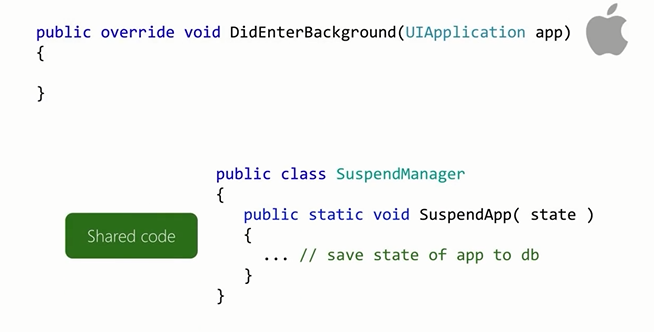 public override void DidEnterBackground(UIApplication app)
{
}
public class SuspendManager
{
public static void SuspendApp( state )
Shared code
{
... // save state of app to db
}
}